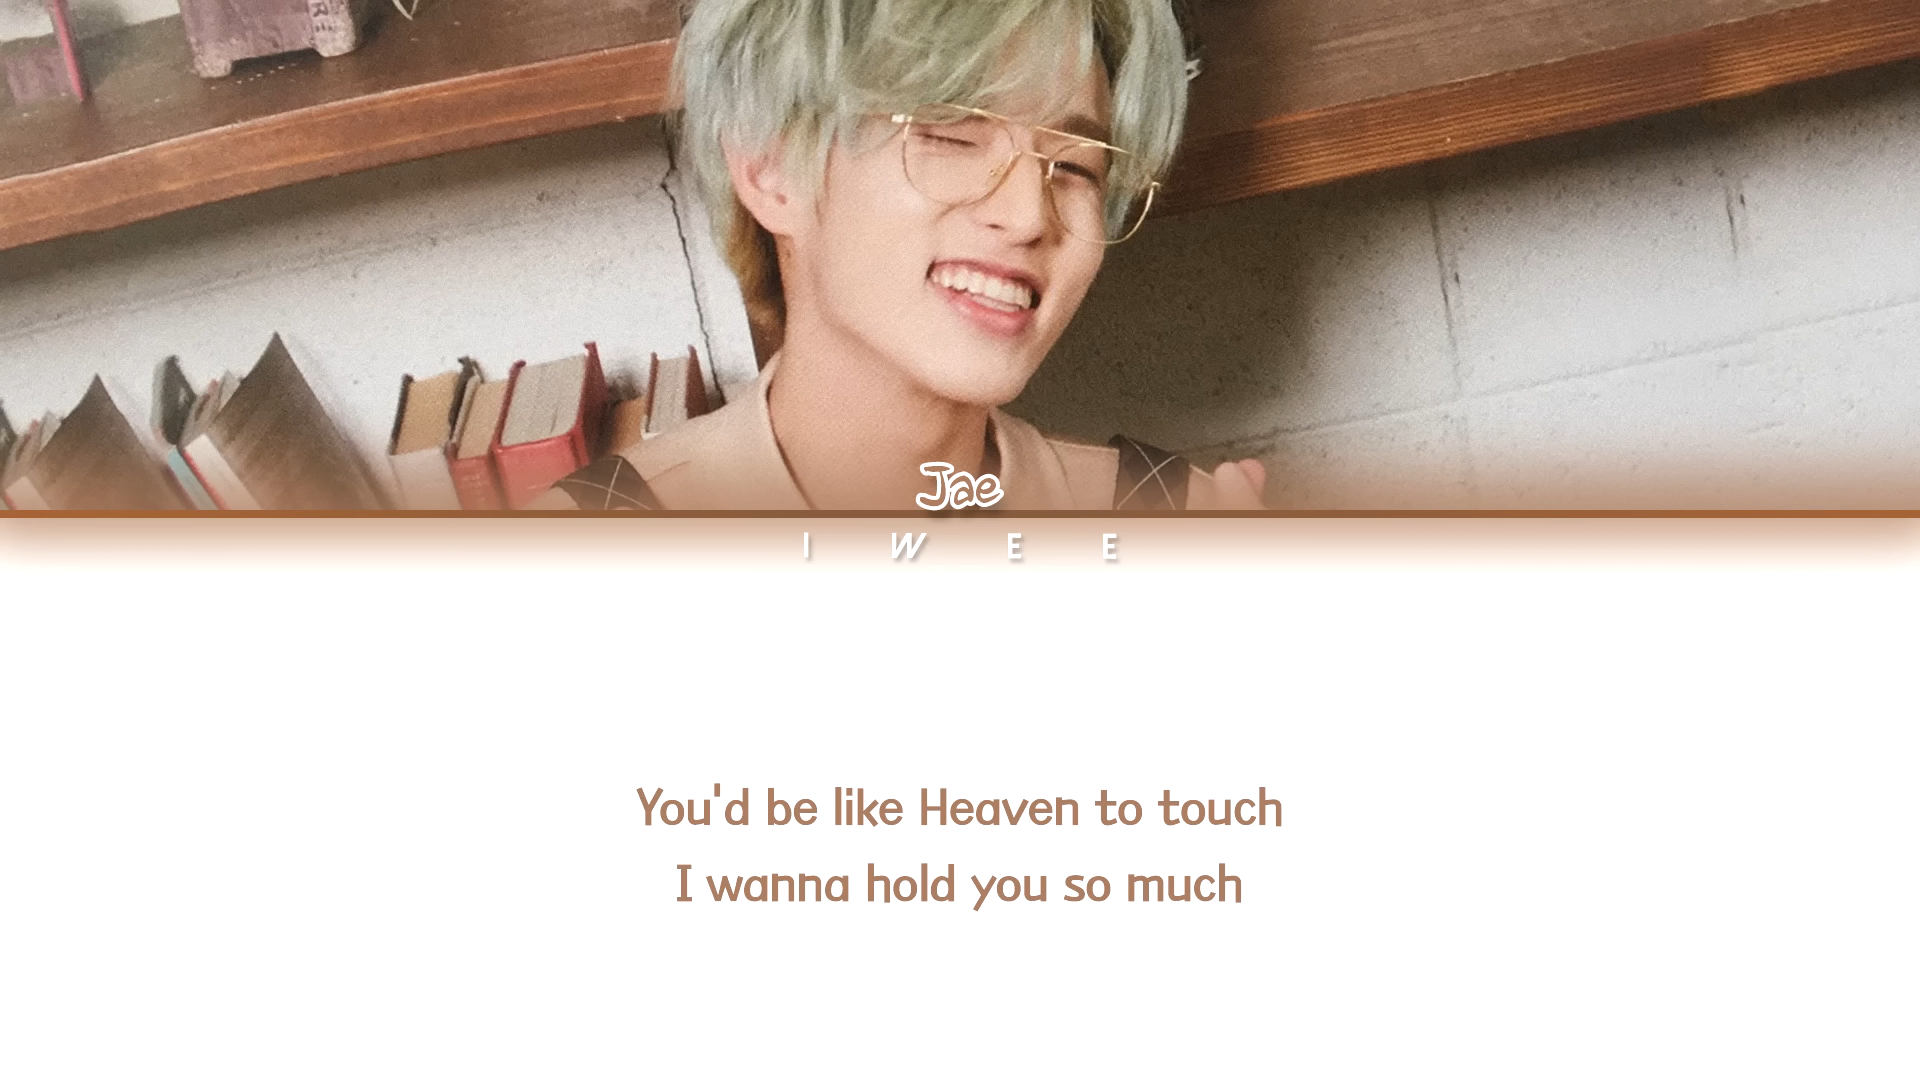 Jae
I W E E
You'd be like Heaven to touch
I wanna hold you so much